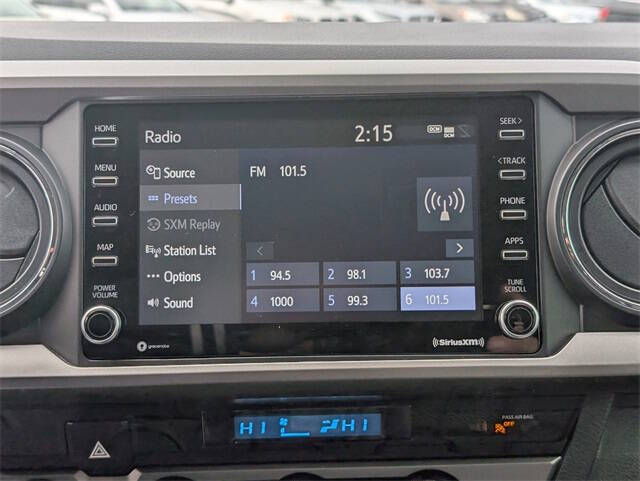 HOME
MENU
AUDIO
MAP
POWER
VOLUME
Radio
2:15
DCM
Source
Presets
SXM Replay
Station List
Options
Sound
FM 101.5
1 94.5
2 98.1
3 103.7
4 1000
5 99.3
6 101.5
SEEK >
< TRACK
PHONE
APPS
TUNE
SCROLL
gracenote
((SiriusXM))
HI
HI
PASS AIR BAG
OFF